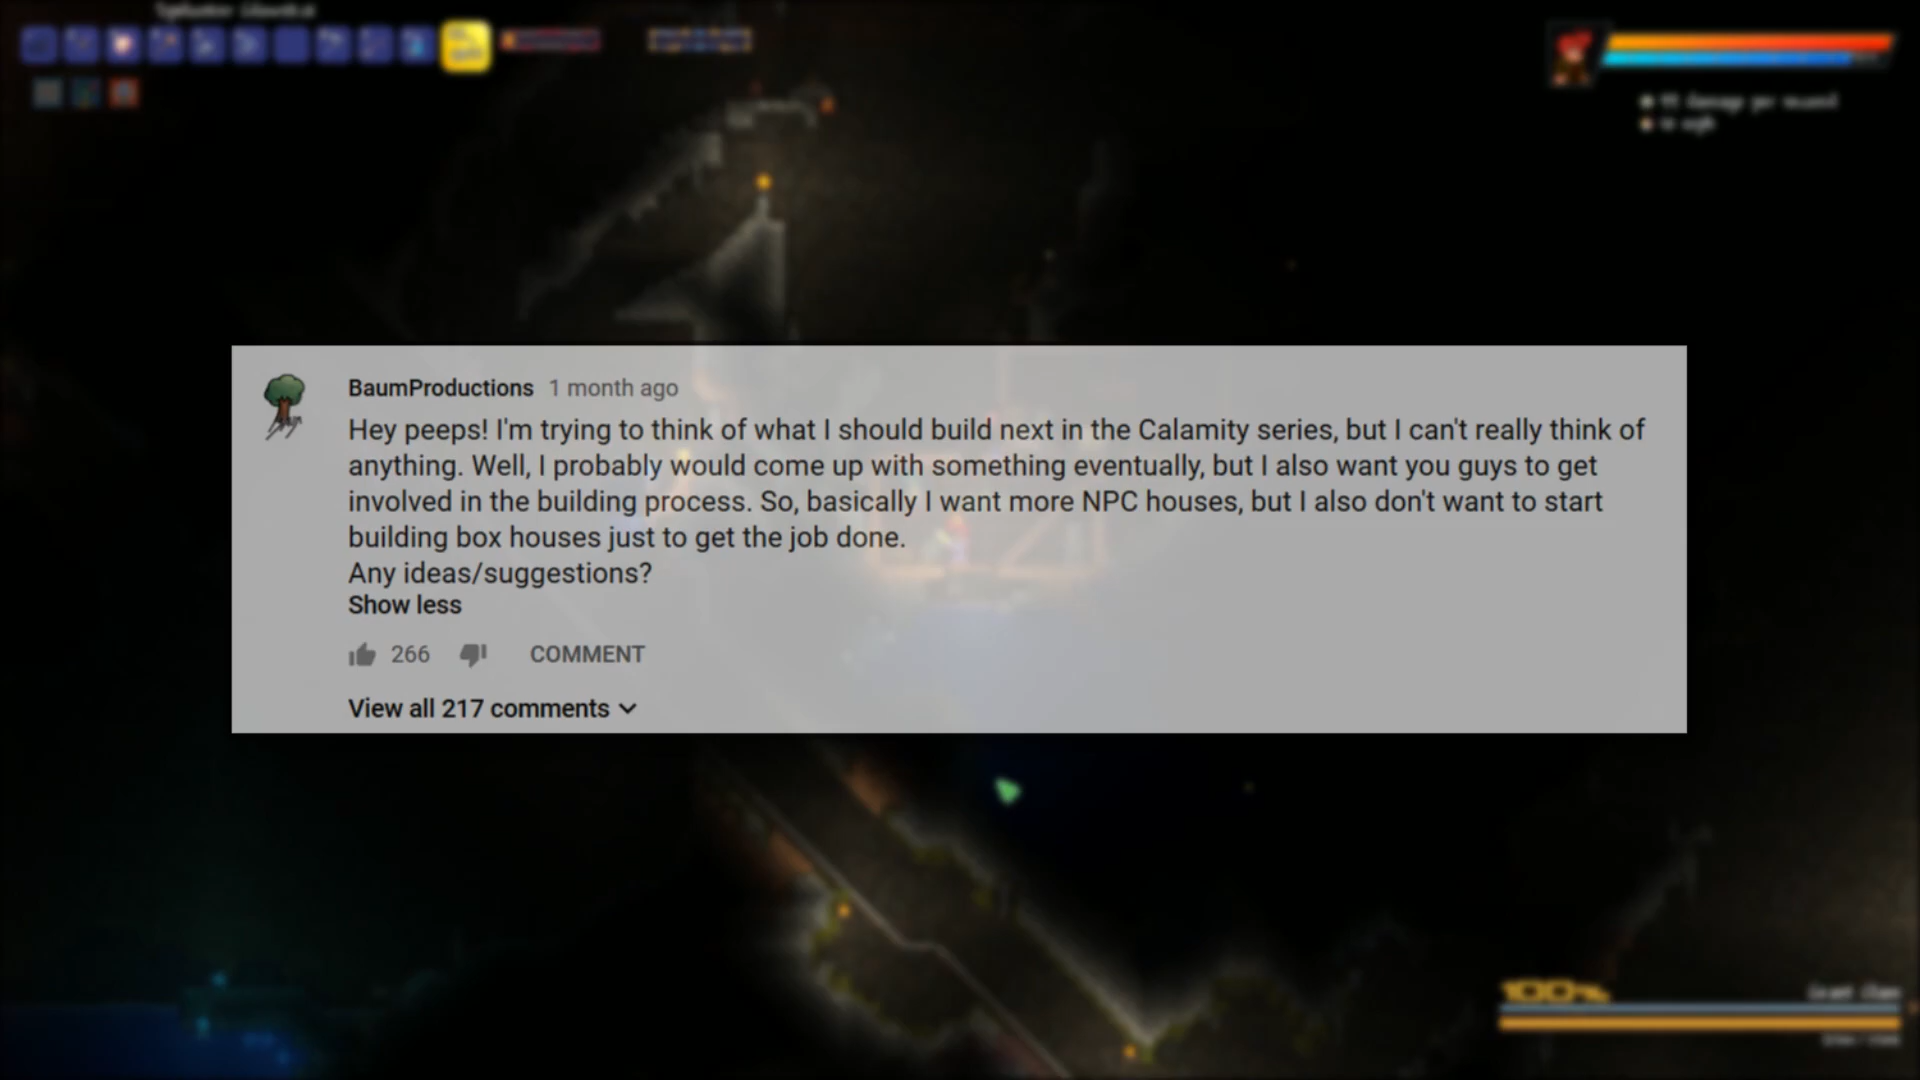 damage per second
100%
BaumProductions 1 month ago
Hey peeps! I'm trying to think of what I should build next in the Calamity series, but I can't really think of
anything. Well, I probably would come up with something eventually, but I also want you guys to get
involved in the building process. So, basically I want more NPC houses, but I also don't want to start
building box houses just to get the job done.
Any ideas/suggestions?
Show less
266 COMMENT
View all 217 comments